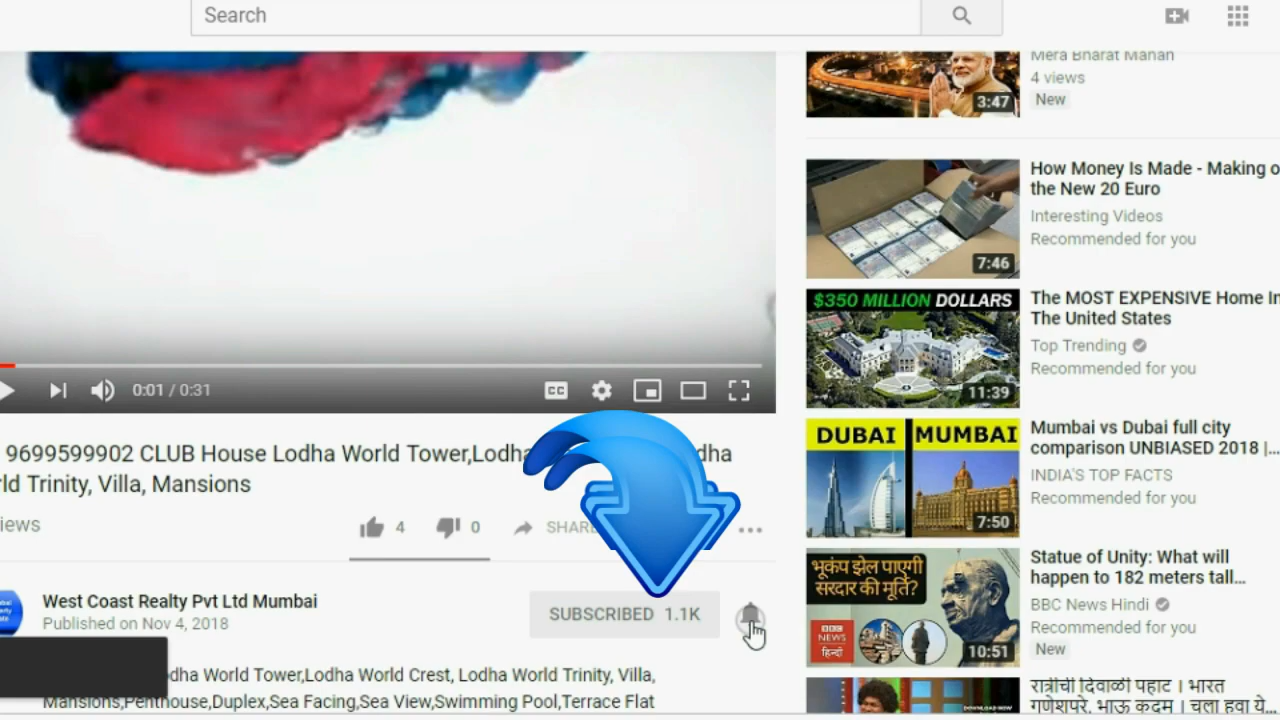 Search
0:01 / 0:31
CC
9699599902 CLUB House Lodha World Tower,Lodha dha
ld Trinity, Villa, Mansions
iews
4
0
SHARE
West Coast Realty Pvt Ltd Mumbai
Published on Nov 4, 2018
SUBSCRIBED 1.1K
dha World Tower,Lodha World Crest, Lodha World Trinity, Villa,
Mansions,Penthouse,Duplex,Sea Facing,Sea View,Swimming Pool,Terrace Flat
3:47
Mera Bharat Mahan
4 views
New
7:46
How Money Is Made - Making o
the New 20 Euro
Interesting Videos
Recommended for you
$350 MILLION DOLLARS
11:39
The MOST EXPENSIVE Home In
The United States
Top Trending
Recommended for you
DUBAI MUMBAI
7:50
Mumbai vs Dubai full city
comparison UNBIASED 2018 |...
INDIA'S TOP FACTS
Recommended for you
भूकंप झेल पाएगी
सरदार की मूर्ति?
BBC
NEWS
हिन्दी
10:51
Statue of Unity: What will
happen to 182 meters tall...
BBC News Hindi
Recommended for you
New
DOWNLOAD NOW
रात्रीची दिवाळी पहाट । भारत
गणेशपुरे, भाऊ कदम । चला हवा ये...